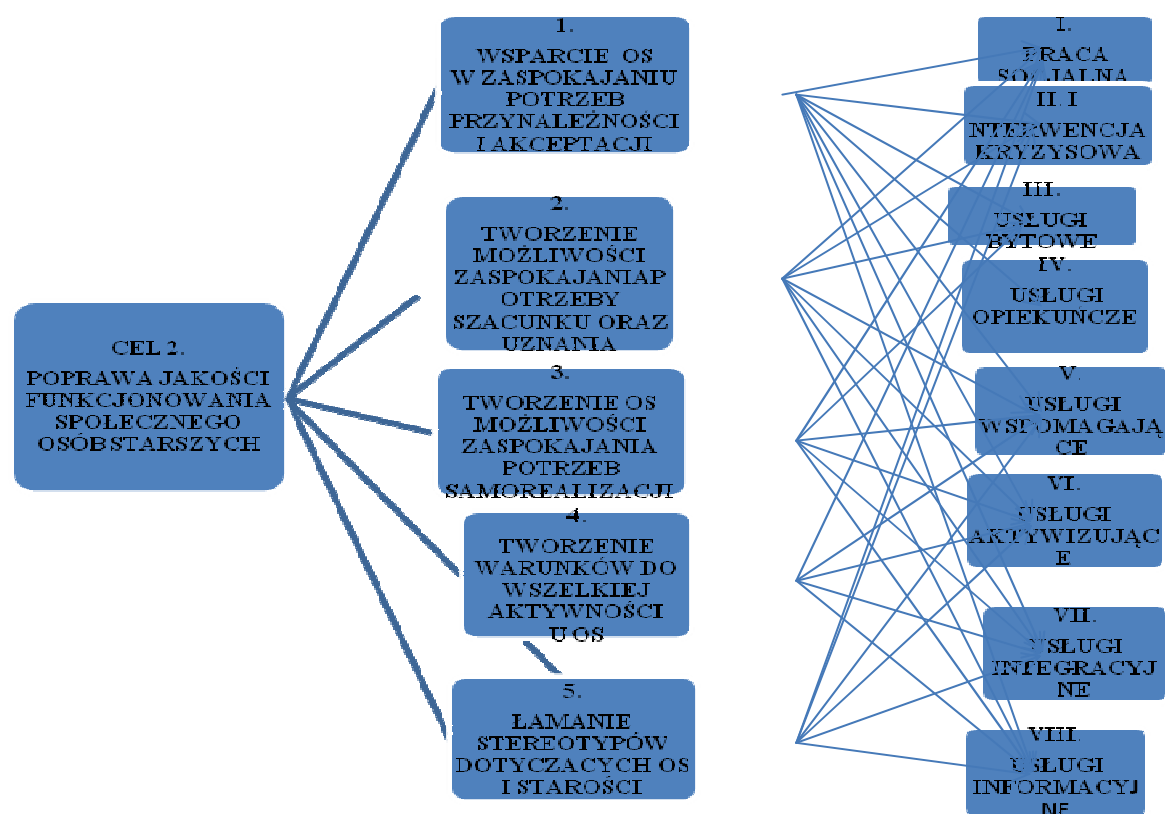 CEL 2.
POPRAWA JAKOŚCI
FUNKCJONOWANIA
SPOŁECZNEGO
OSÓB STARSZYCH
1.
WSPARCIE OS
W ZASPOKAJANIU
POTRZEB
PRZYNALEŻNOŚCI
I AKCEPTACJI
2.
TWORZENIE
MOŻLIWOŚCI
ZASPOKAJANIAP
OTRZEBY
SZACUNKU ORAZ
UZNANIA
3.
TWORZENIE OS
MOŻLIWOŚCI
ZASPOKAJANIA
POTRZEB
SAMOREALIZACJI
4.
TWORZENIE
WARUNKÓW DO
WSZELKIEJ
AKTYWNOŚCI
U OS
5.
ŁAMANIE
STEREOTYPÓW
DOTYCZACYCH OS
I STAROŚCI
I.
PRACA
SOCJALNA
II. I
NTERWENCJA
KRYZYSOWA
III.
USŁUGI
BYTOWE
IV.
USŁUGI
OPIEKUŃCZE
V.
USŁUGI
WSPOMAGAJĄ
CE
VI.
USŁUGI
AKTYWIZUJĄC
E
VII.
USŁUGI
INTEGRACYJ
NE
VIII.
USŁUGI
INFORMACYJ
NE